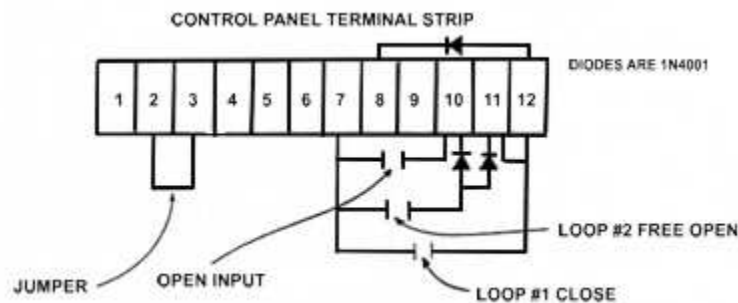 CONTROL PANEL TERMINAL STRIP
DIODES ARE 1N4001
1 2 3 4 5 6 7 8 9 10 11 12
LOOP #2 FREE OPEN
JUMPER
OPEN INPUT
LOOP #1 CLOSE